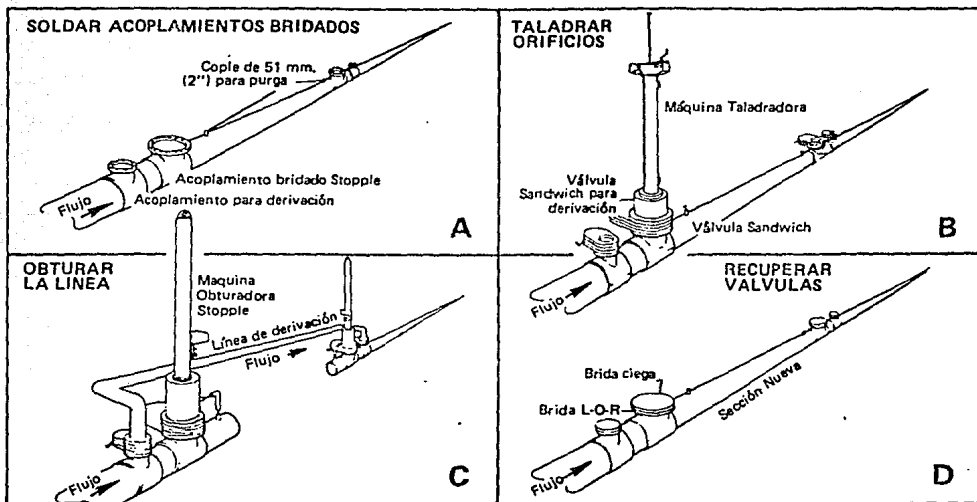 SOLDAR ACOPLAMIENTOS BRIDADOS
Cople de 51 mm.
(2") para purga
Acoplamiento bridado Stopple
Flujo
Acoplamiento para derivación
A
TALADRAR
ORIFICIOS
Máquina Taladradora
Válvula
Sandwich para
derivación
Válvula Sandwich
Flujo
B
OBTURAR
LA LINEA
Maquina
Obturadora
Stopple
Línea de derivación
Flujo
Flujo
C
RECUPERAR
VALVULAS
Brida ciega
Brida L-O-R
Sección Nueva
Flujo
D